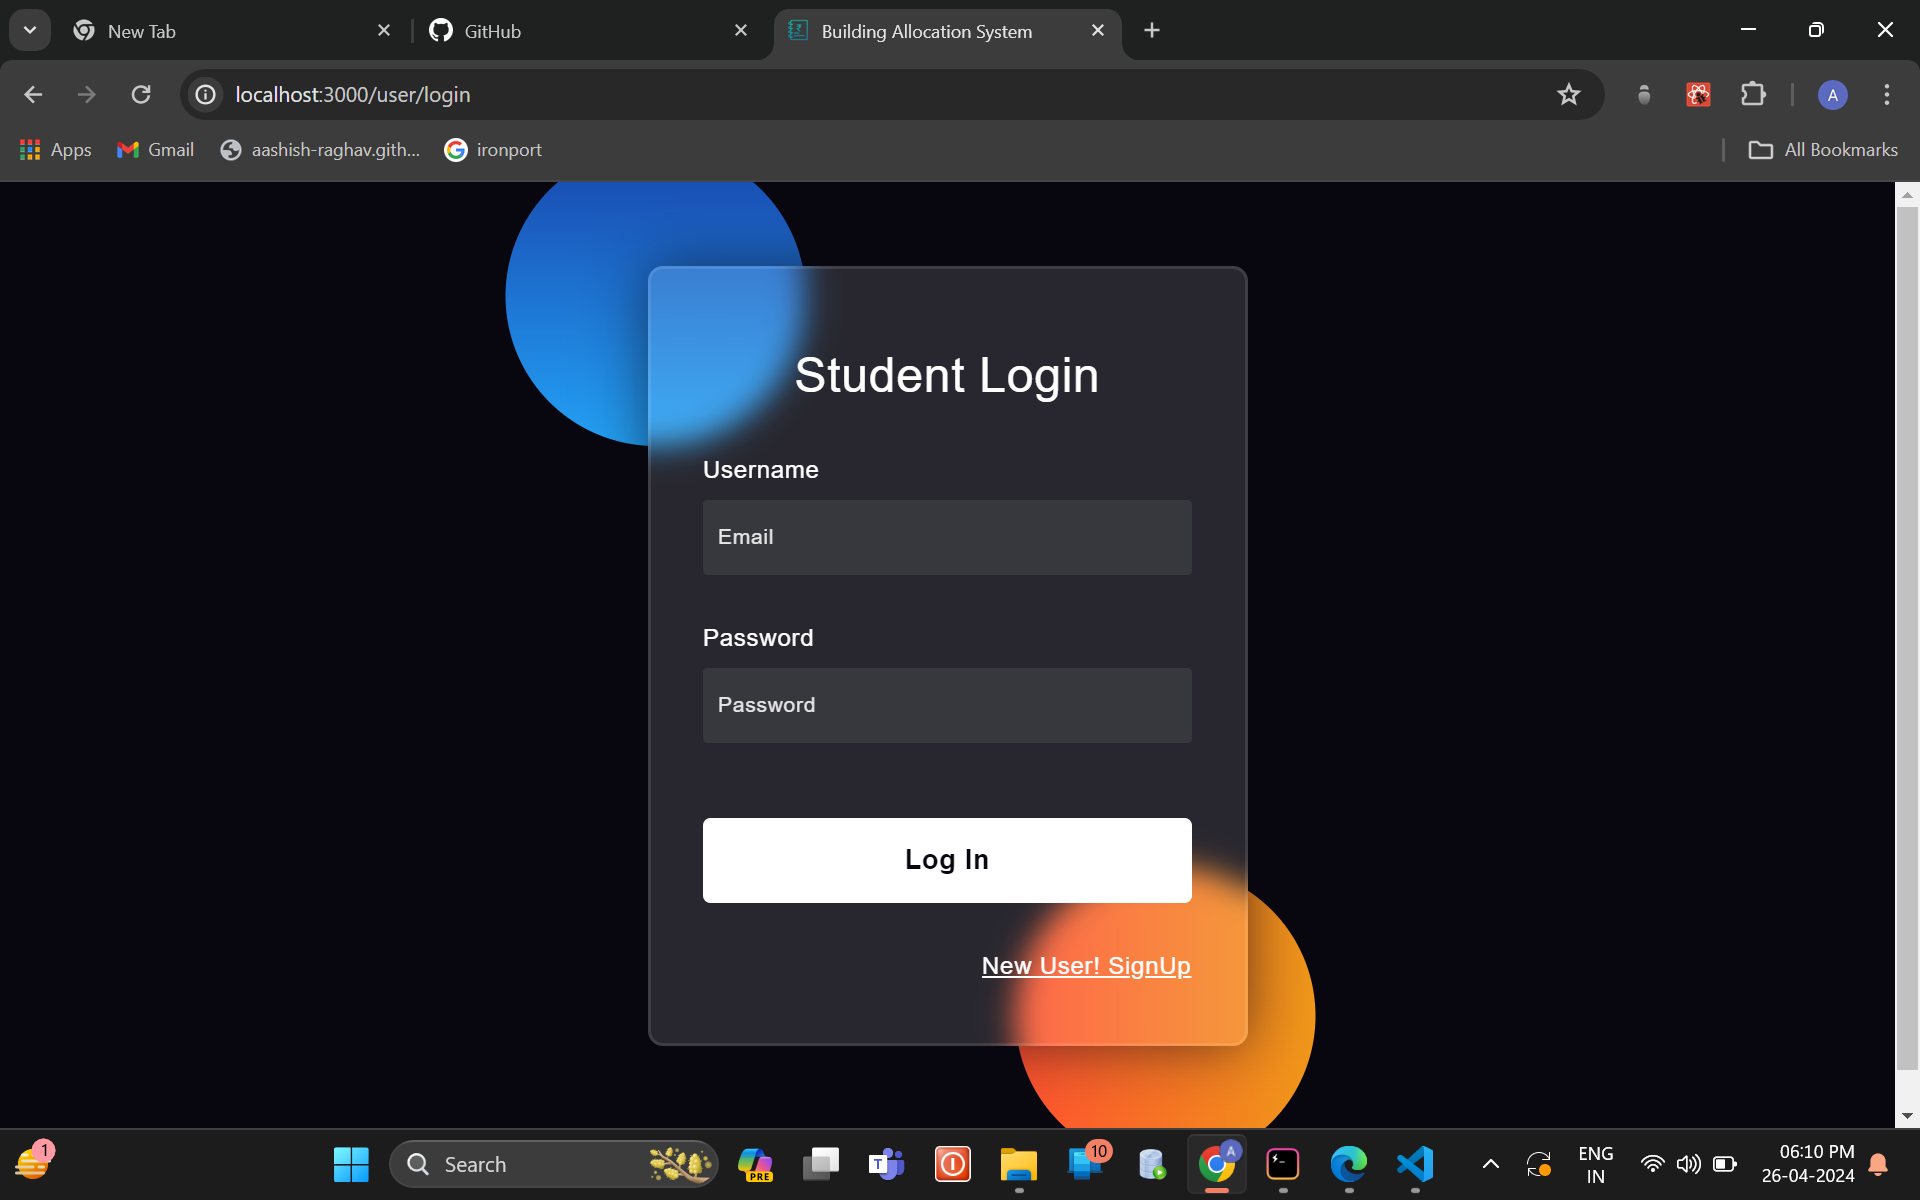 New Tab
GitHub
Building Allocation System
localhost:3000/user/login
A
Apps
Gmail
aashish-raghav.gith...
ironport
All Bookmarks
Student Login
Username
Email
Password
Password
Log In
New User! SignUp
1
Search
PRE
T
10
A
ENG
IN
06:10 PM
26-04-2024